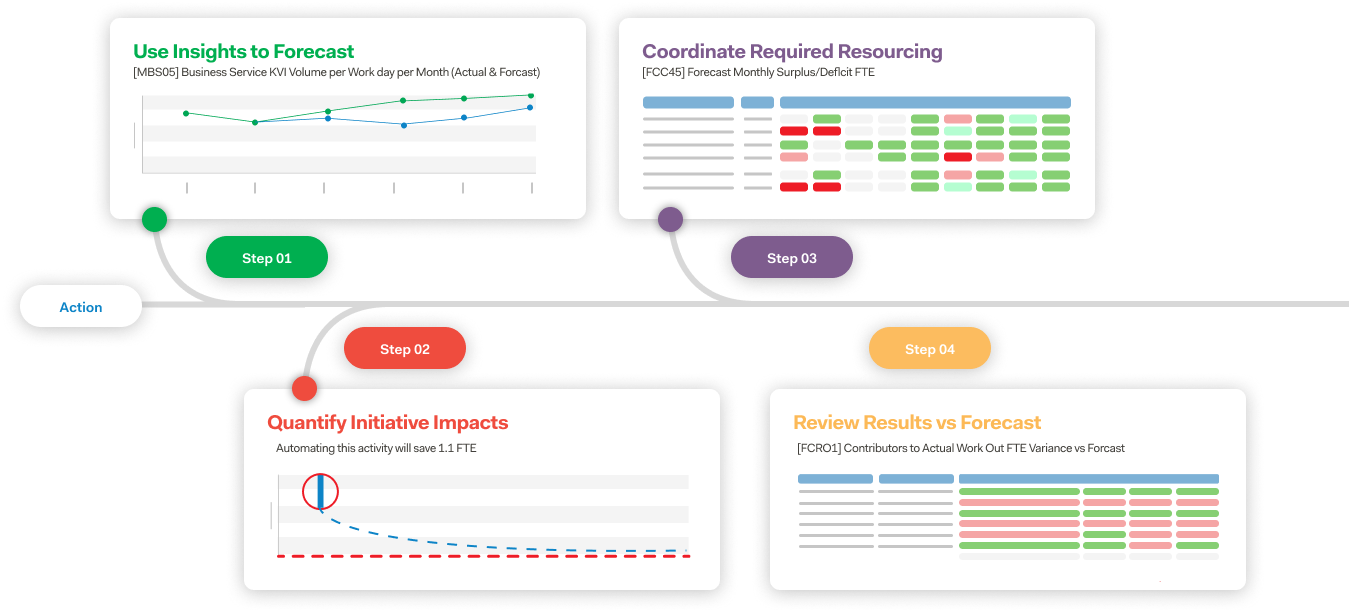 Use Insights to Forecast
[MBS05] Business Service KVI Volume per Work day per Month (Actual & Forcast)
Coordinate Required Resourcing
[FCC45] Forecast Monthly Surplus/Deficit FTE
Step 01
Step 03
Action
Step 02
Step 04
Quantify Initiative Impacts
Automating this activity will save 1.1 FTE
Review Results vs Forecast
[FCRO1] Contributors to Actual Work Out FTE Variance vs Forcast